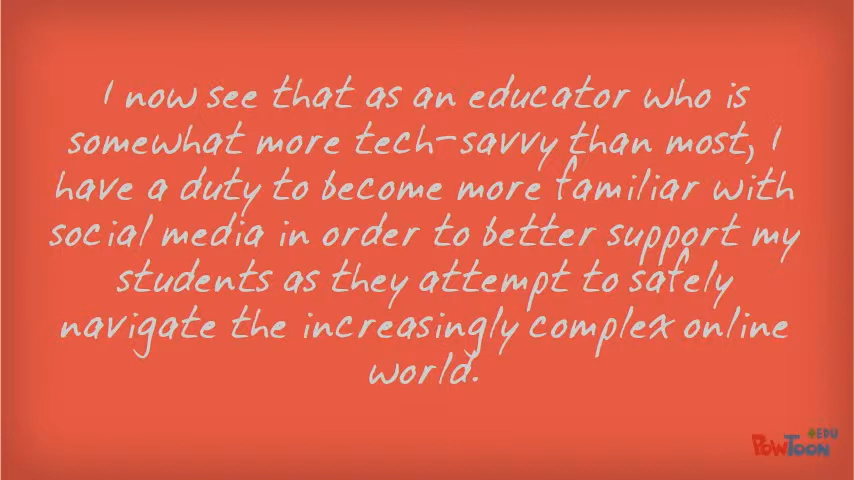 I now see that as an educator who is
somewhat more tech-savvy than most, I
have a duty to become more familiar with
social media in order to better support my
students as they attempt to safely
navigate the increasingly complex online
world.
+EDU
POWTOON